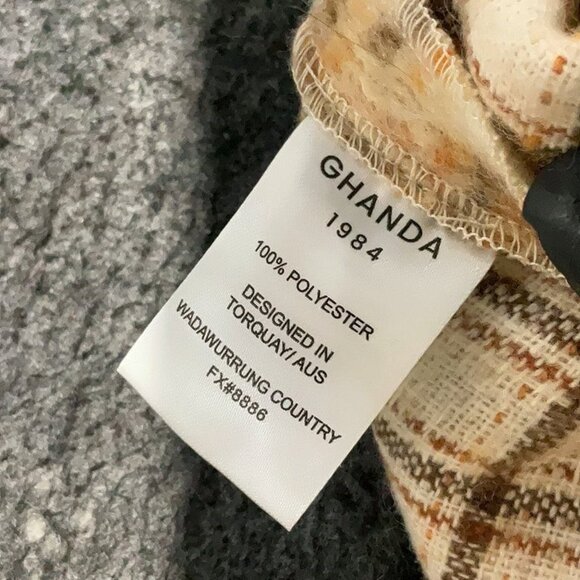 GHANDA
1984
100% POLYESTER
DESIGNED IN
TORQUAY/ AUS
WADAWURRUNG COUNTRY
FX#8886